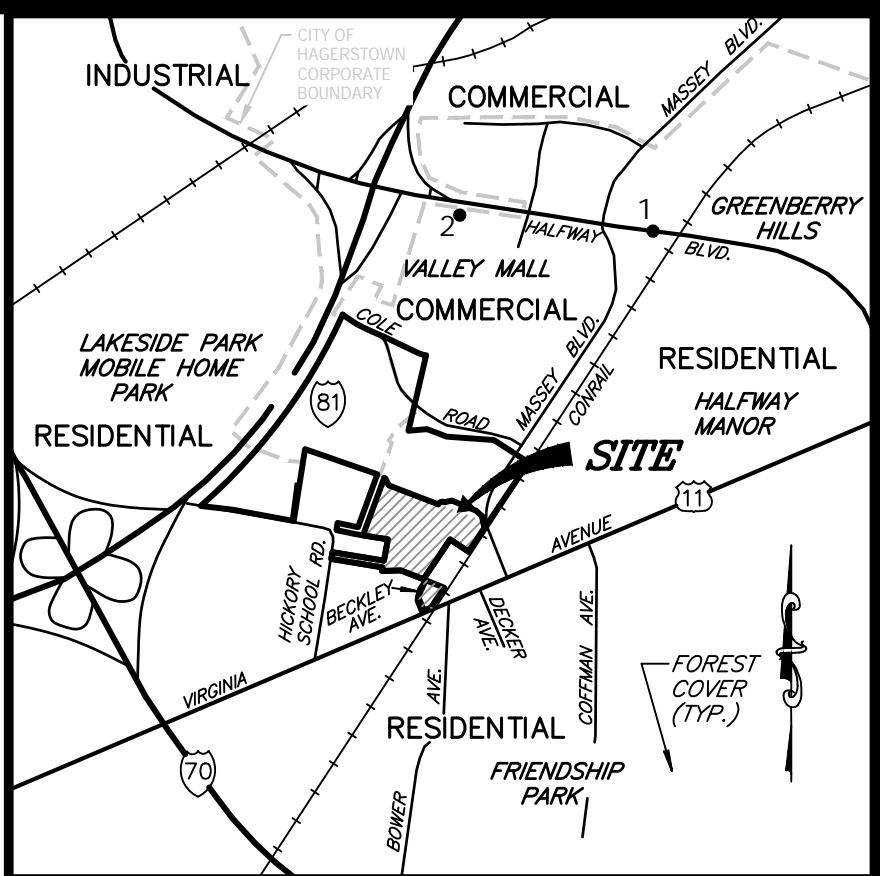 CITY OF
HAGERSTOWN
CORPORATE
BOUNDARY
INDUSTRIAL
COMMERCIAL
MASSEY BLVD.
1
2
GREENBERRY
HILLS
HALFWAY
BLVD.
VALLEY MALL
COMMERCIAL
COLE
LAKESIDE PARK
MOBILE HOME
PARK
MASSEY BLVD.
CONRAIL
RESIDENTIAL
81
HALFWAY
MANOR
ROAD
RESIDENTIAL
SITE
11
AVENUE
HICKORY
SCHOOL RD.
BECKLEY
AVE.
DECKER
AVE.
COFFMAN AVE.
VIRGINIA
FOREST
COVER
(TYP.)
AVE.
RESIDENTIAL
70
FRIENDSHIP
PARK
BOWER